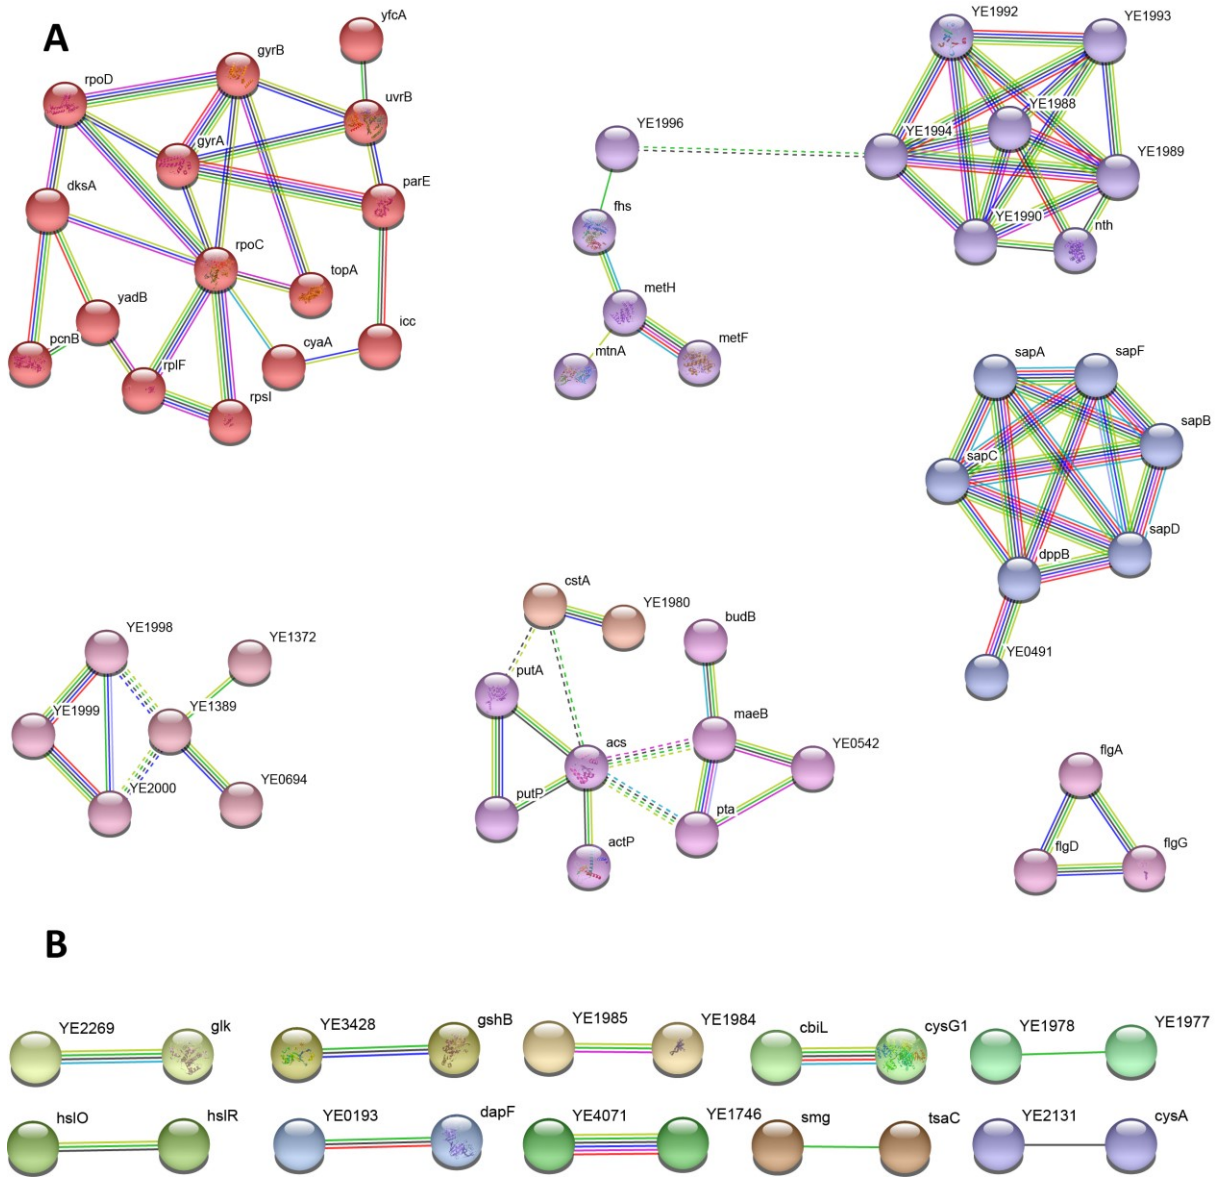 A
yfcA
gyrB
rpoD
uvrB
gyrA
parE
dksA
rpoC
topA
yadB
icc
pcnB
cyaA
rplF
rpsI
YE1996
fhs
metH
mtnA
metF
YE1992
YE1993
YE1988
YE1994
YE1989
YE1990
nth
sapA
sapF
sapB
sapC
sapD
dppB
YE0491
YE1998
YE1372
YE1999
YE1389
YE2000
YE0694
cstA
YE1980
budB
putA
maeB
acs
YE0542
putP
pta
actP
flgA
flgD
flgG
B
YE2269 glk YE3428 gshB YE1985 YE1984 cbiL cysG1 YE1978 YE1977
hslO hslR YE0193 dapF YE4071 YE1746 smg tsaC YE2131 cysA